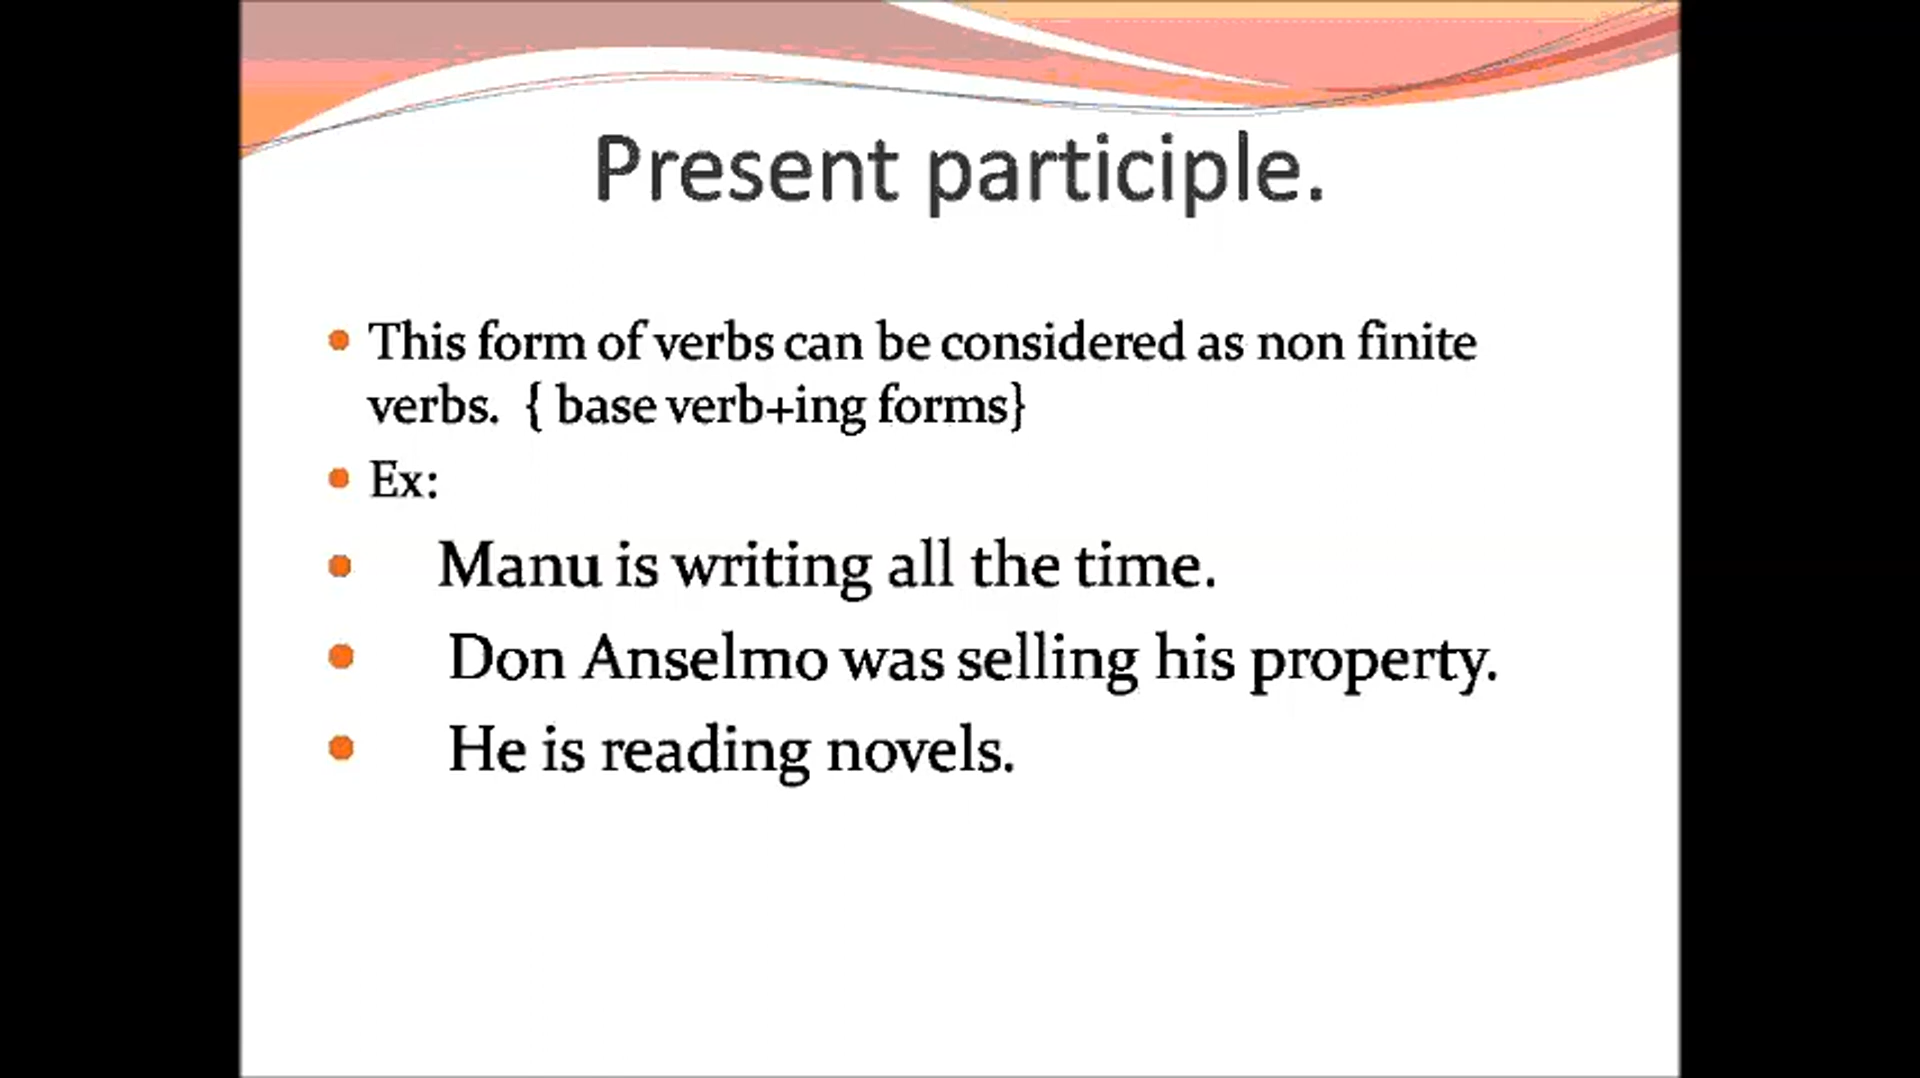 Present participle.
This form of verbs can be considered as non finite
verbs. { base verb+ing forms}
Ex:
Manu is writing all the time.
Don Anselmo was selling his property.
He is reading novels.